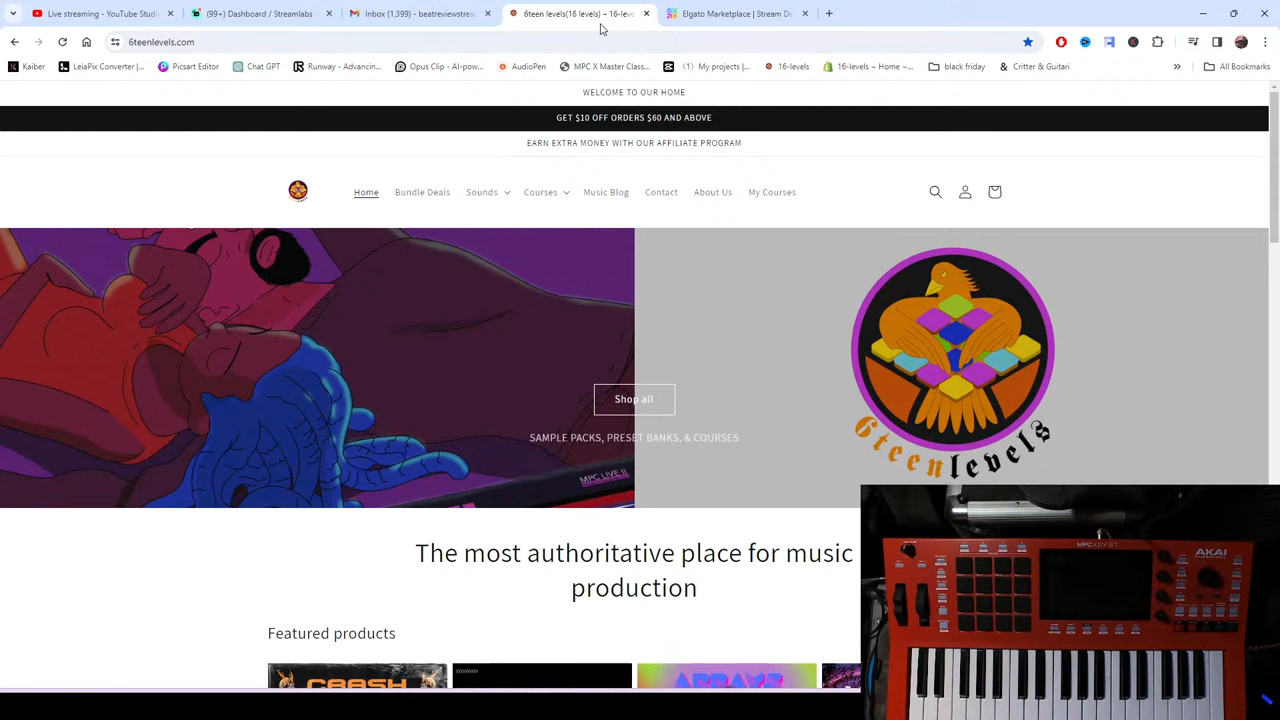 Live streaming - YouTube Studi
(99+) Dashboard / Streamlabs
Inbox (1,399) - beatreviewstrea
6teen levels(16 levels) – 16-leve
Elgato Marketplace | Stream De
6teenlevels.com
Kaiber
LeiaPix Converter |...
Picsart Editor
Chat GPT
Runway - Advancin...
Opus Clip - AI-pow...
AudioPen
MPC X Master Class...
(1) My projects |...
16-levels
16-levels ~ Home ~...
black friday
Critter & Guitari
All Bookmarks
WELCOME TO OUR HOME
GET $10 OFF ORDERS $60 AND ABOVE
EARN EXTRA MONEY WITH OUR AFFILIATE PROGRAM
Home
Bundle Deals
Sounds
Courses
Music Blog
Contact
About Us
My Courses
Shop all
SAMPLE PACKS, PRESET BANKS, & COURSES
MPC LIVE II
6teenlevels
The most authoritative place for music
production
Featured products
CRASH
ARRAYS
MPC KEY 61
AKAI